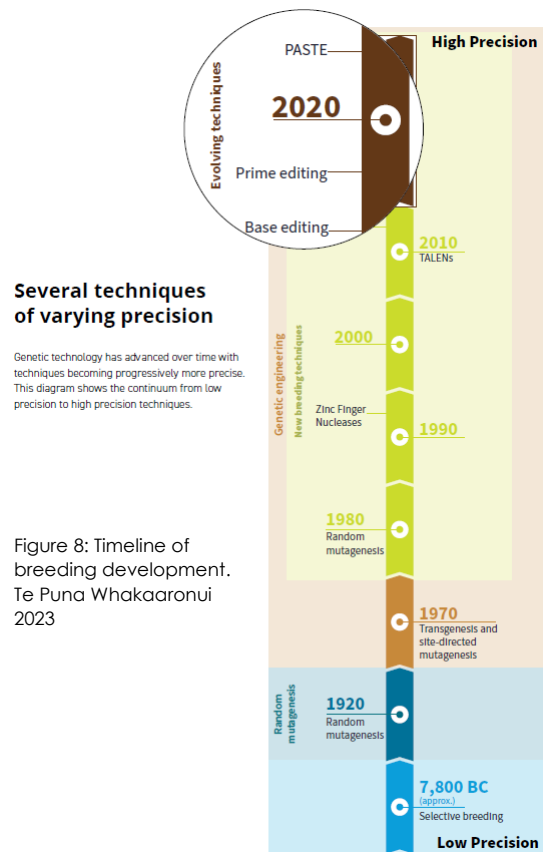 High Precision
PASTE
2020
Evolving techniques
Prime editing
Base editing
2010
TALENs
Several techniques
of varying precision
Genetic technology has advanced over time with
techniques becoming progressively more precise.
This diagram shows the continuum from low
precision to high precision techniques.
2000
Genetic engineering
New breeding techniques
Zinc Finger
Nucleases
1990
1980
Random
mutagenesis
Figure 8: Timeline of
breeding development.
Te Puna Whakaaronui
2023
1970
Transgenesis and
site-directed
mutagenesis
Random
mutagenesis
1920
Random
mutagenesis
7,800 BC
(approx.)
Selective breeding
Low Precision